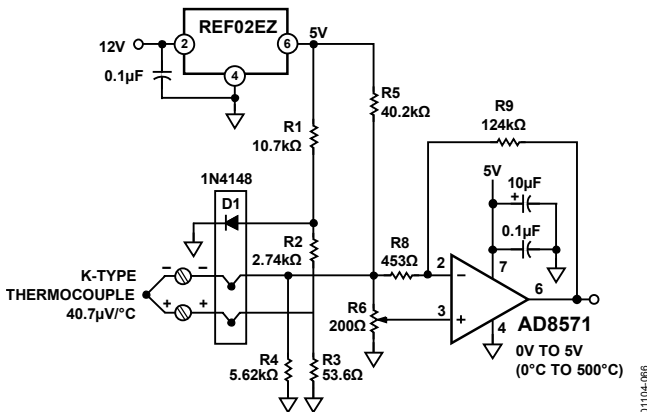 REF02EZ
12V
2
6
5V
4
0.1µF
R5
40.2kΩ
R9
124kΩ
R1
10.7kΩ
5V
10µF
+
0.1µF
1N4148
D1
R2
2.74kΩ
K-TYPE
THERMOCOUPLE
40.7µV/°C
–
–
+
+
R8
453Ω
2
–
7
6
R6
200Ω
3
+
4
AD8571
0V TO 5V
(0°C TO 500°C)
R4
5.62kΩ
R3
53.6Ω
01104-066